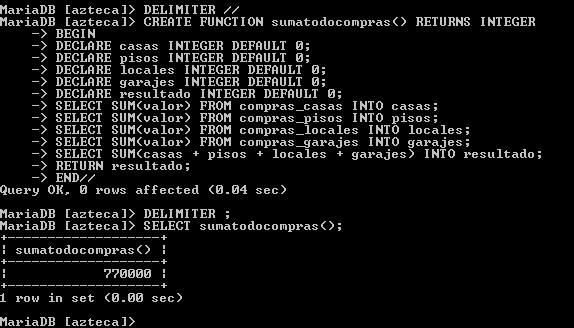 MariaDB [azteca]> DELIMITER //
MariaDB [azteca]> CREATE FUNCTION sumatodocompras() RETURNS INTEGER
    -> BEGIN
    -> DECLARE casas INTEGER DEFAULT 0;
    -> DECLARE pisos INTEGER DEFAULT 0;
    -> DECLARE locales INTEGER DEFAULT 0;
    -> DECLARE garajes INTEGER DEFAULT 0;
    -> DECLARE resultado INTEGER DEFAULT 0;
    -> SELECT SUM(valor) FROM compras_casas INTO casas;
    -> SELECT SUM(valor) FROM compras_pisos INTO pisos;
    -> SELECT SUM(valor) FROM compras_locales INTO locales;
    -> SELECT SUM(valor) FROM compras_garajes INTO garajes;
    -> SELECT SUM(casas + pisos + locales + garajes) INTO resultado;
    -> RETURN resultado;
    -> END//
Query OK, 0 rows affected (0.04 sec)

MariaDB [azteca]> DELIMITER ;
MariaDB [azteca]> SELECT sumatodocompras();
+-------------------+
| sumatodocompras() |
+-------------------+
|            770000 |
+-------------------+
1 row in set (0.00 sec)

MariaDB [azteca]>